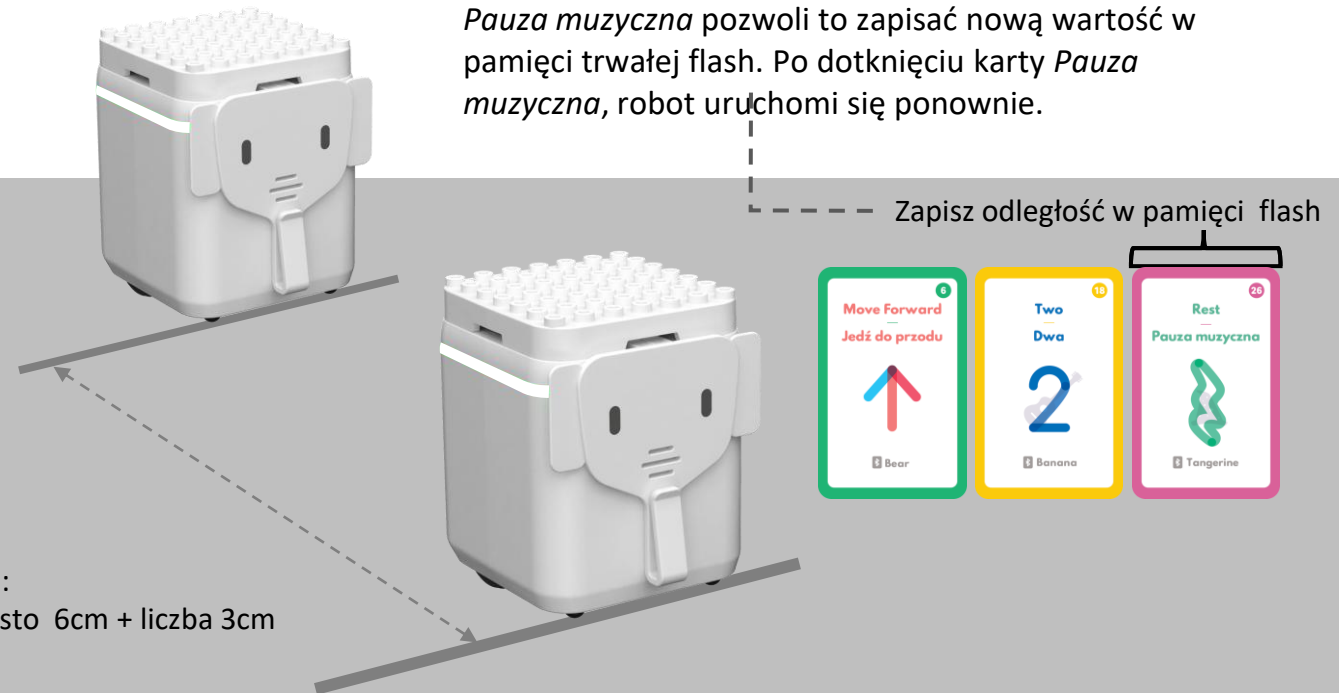 Pauza muzyczna pozwoli to zapisać nową wartość w
pamięci trwałej flash. Po dotknięciu karty Pauza
muzyczna, robot uruchomi się ponownie.
Zapisz odległość w pamięci flash
6
Move Forward
Jedź do przodu
Bear
18
Two
Dwa
2
Banana
26
Rest
Pauza muzyczna
Tangerine
:
sto 6cm + liczba 3cm